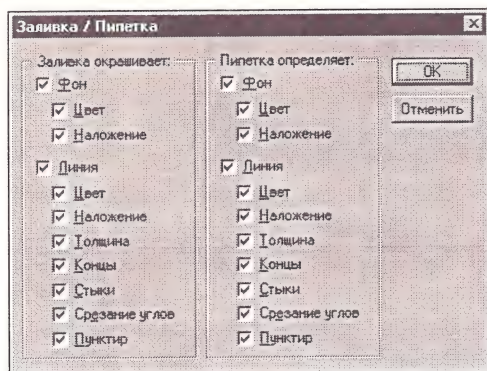 Заливка / Пипетка
Заливка окрашивает:
Фон
Цвет
Наложение
Линия
Цвет
Наложение
Толщина
Концы
Стыки
Срезание углов
Пунктир
Пипетка определяет:
Фон
Цвет
Наложение
Линия
Цвет
Наложение
Толщина
Концы
Стыки
Срезание углов
Пунктир
OK
Отменить